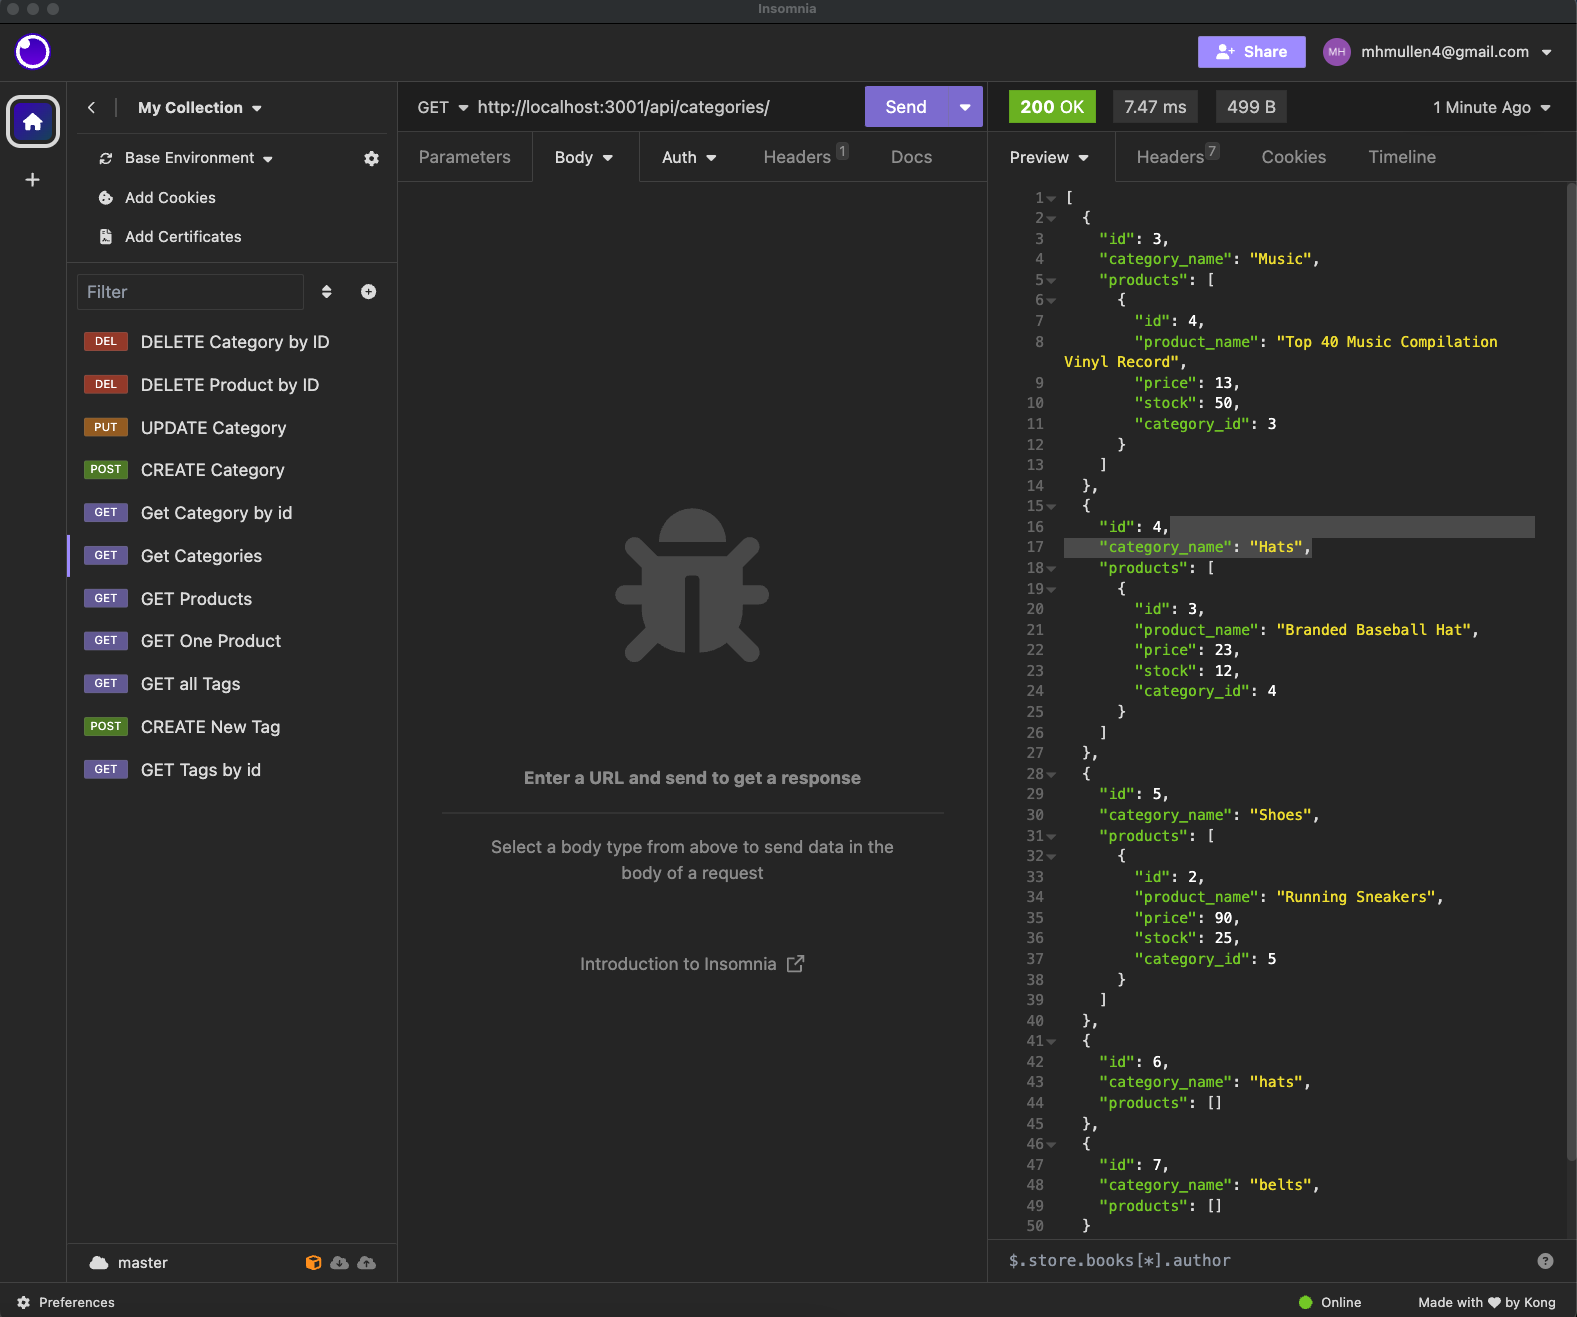 Insomnia
Share
MH
mhmullen4@gmail.com
My Collection
Base Environment
Add Cookies
Add Certificates
Filter
DEL DELETE Category by ID
DEL DELETE Product by ID
PUT UPDATE Category
POST CREATE Category
GET Get Category by id
GET Get Categories
GET GET Products
GET GET One Product
GET GET all Tags
POST CREATE New Tag
GET GET Tags by id
master
GET http://localhost:3001/api/categories/ Send
Parameters Body Auth Headers 1 Docs
Enter a URL and send to get a response
Select a body type from above to send data in the
body of a request
Introduction to Insomnia
200 OK 7.47 ms 499 B 1 Minute Ago
Preview Headers 7 Cookies Timeline
1 [
2 {
3 "id": 3,
4 "category_name": "Music",
5 "products": [
6 {
7 "id": 4,
8 "product_name": "Top 40 Music Compilation
Vinyl Record",
9 "price": 13,
10 "stock": 50,
11 "category_id": 3
12 }
13 ]
14 },
15 {
16 "id": 4,
17 "category_name": "Hats",
18 "products": [
19 {
20 "id": 3,
21 "product_name": "Branded Baseball Hat",
22 "price": 23,
23 "stock": 12,
24 "category_id": 4
25 }
26 ]
27 },
28 {
29 "id": 5,
30 "category_name": "Shoes",
31 "products": [
32 {
33 "id": 2,
34 "product_name": "Running Sneakers",
35 "price": 90,
36 "stock": 25,
37 "category_id": 5
38 }
39 ]
40 },
41 {
42 "id": 6,
43 "category_name": "hats",
44 "products": []
45 },
46 {
47 "id": 7,
48 "category_name": "belts",
49 "products": []
50 }
$.store.books[*].author
Preferences
Online
Made with ♥ by Kong